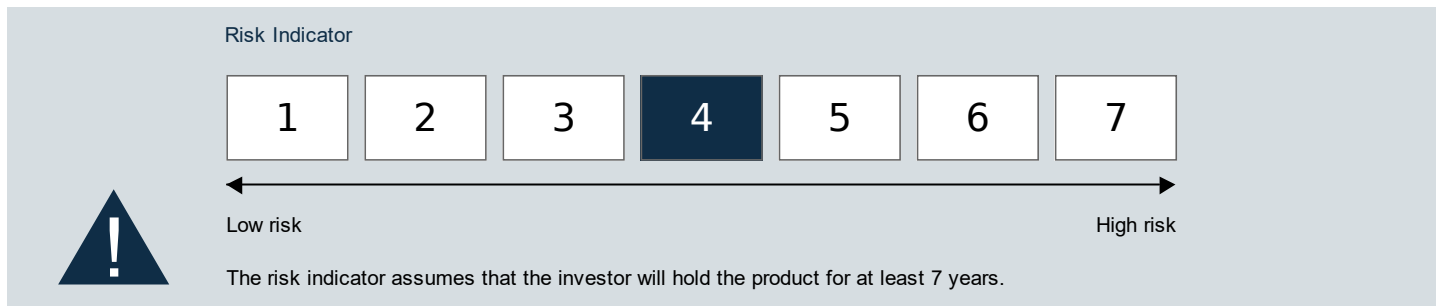 Risk Indicator
1 2 3 4 5 6 7
Low risk High risk
!
The risk indicator assumes that the investor will hold the product for at least 7 years.